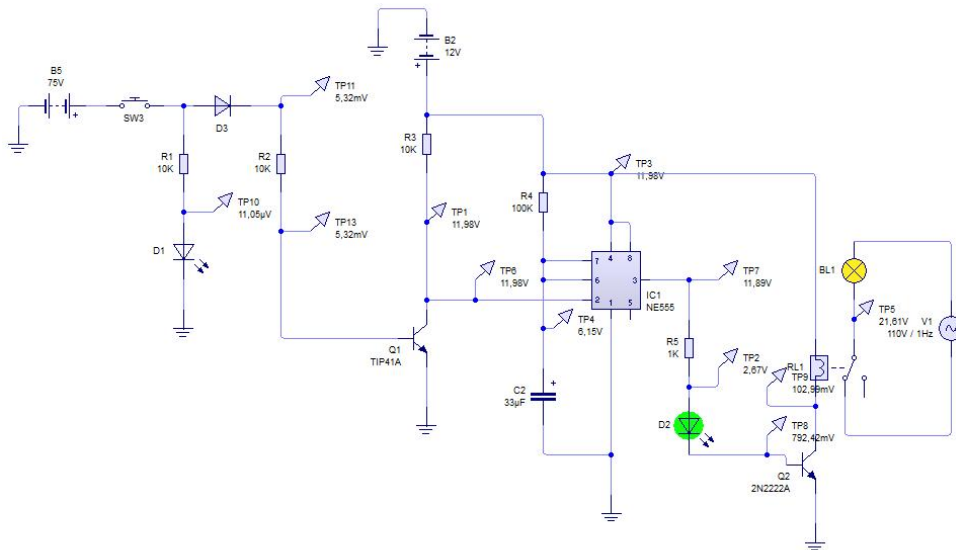 B5
75V
SW3
D3
R1
10K
R2
10K
TP11
5,32mV
TP10
11,05µV
TP13
5,32mV
D1
B2
12V
R3
10K
TP1
11,98V
TP6
11,98V
Q1
TIP41A
R4
100K
TP3
11,98V
7
6
2
4
8
3
1
5
IC1
NE555
TP4
6,15V
C2
33µF
TP7
11,89V
R5
1K
TP2
2,67V
D2
TP8
792,42mV
Q2
2N2222A
RL1
TP9
102,99mV
BL1
TP5
21,61V
V1
110V / 1Hz